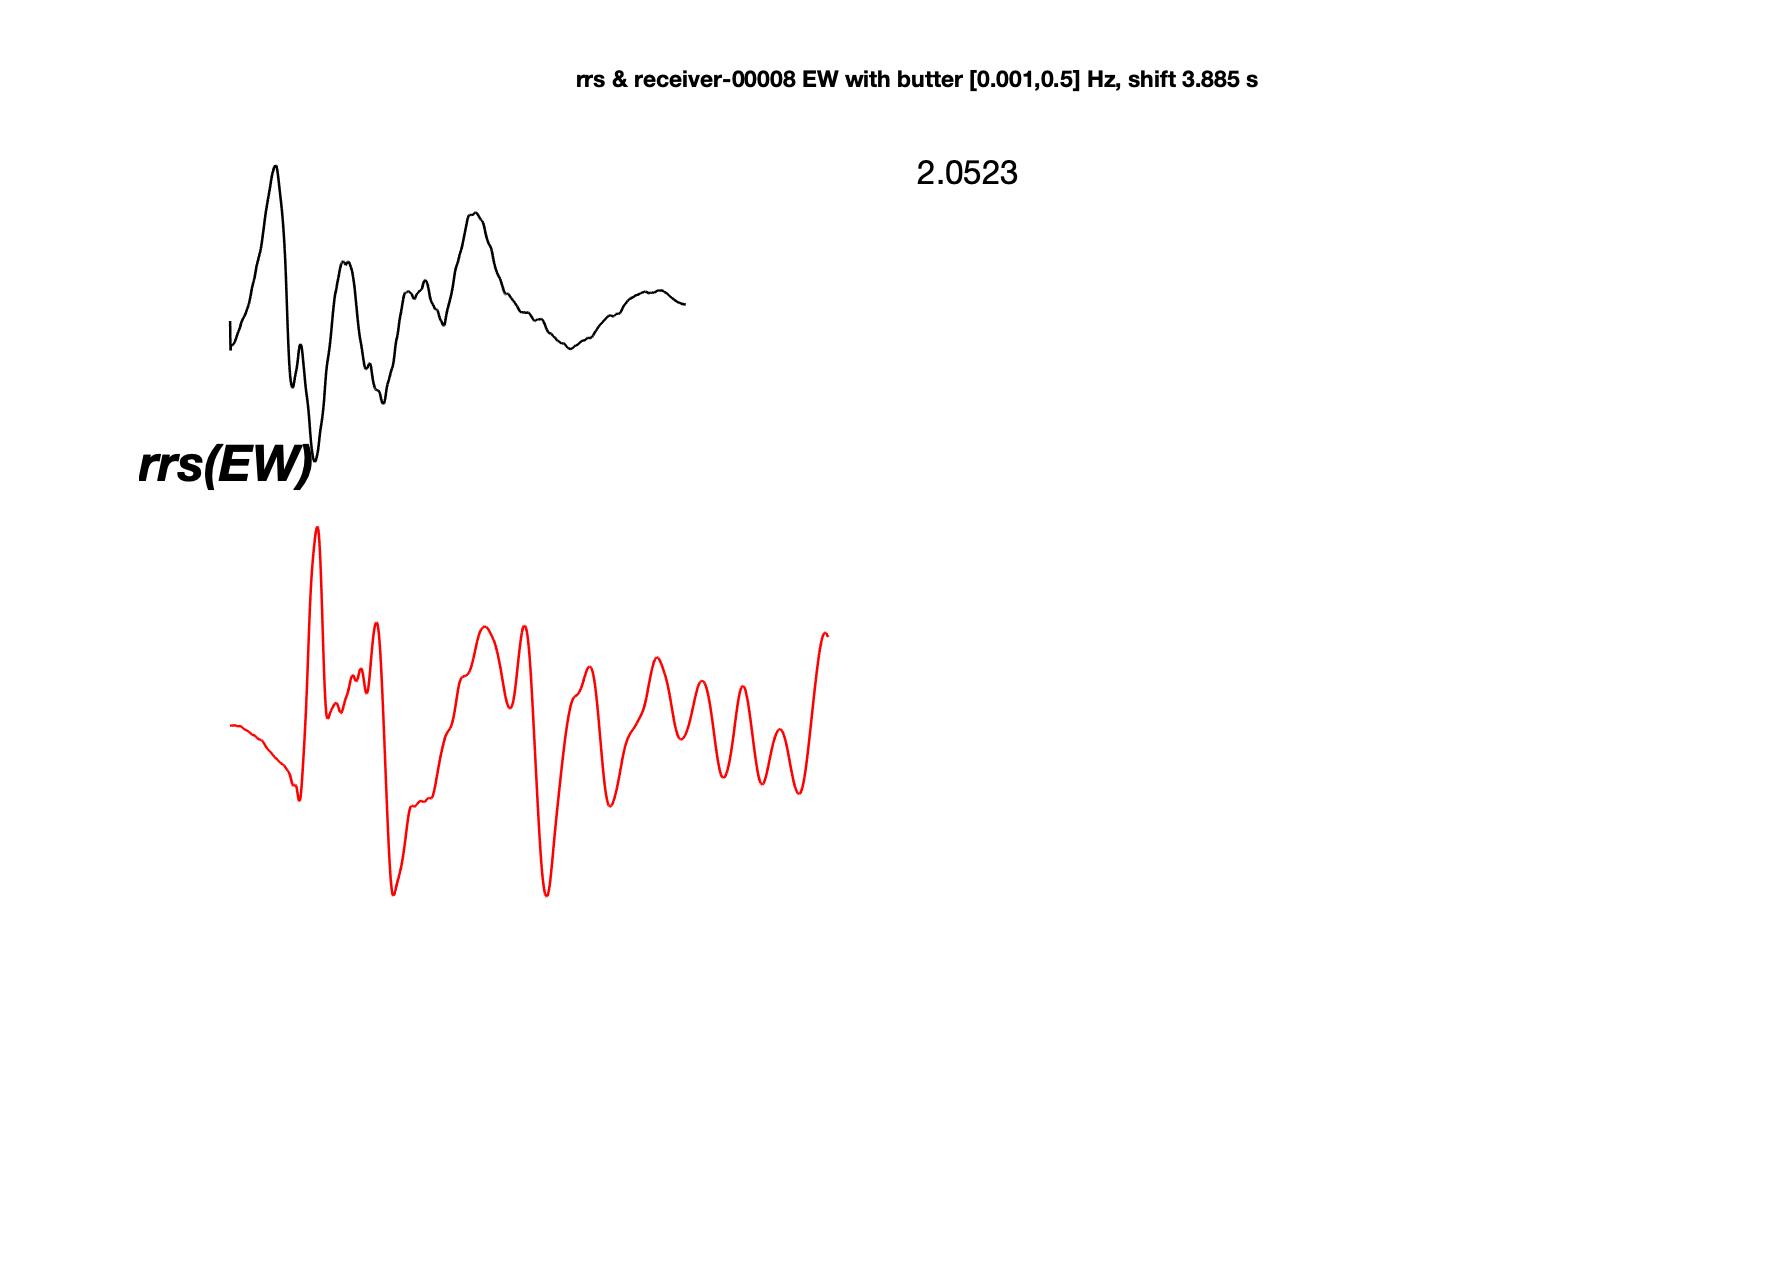 rrs & receiver-00008 EW with butter [0.001,0.5] Hz, shift 3.885 s
2.0523
rrs(EW)